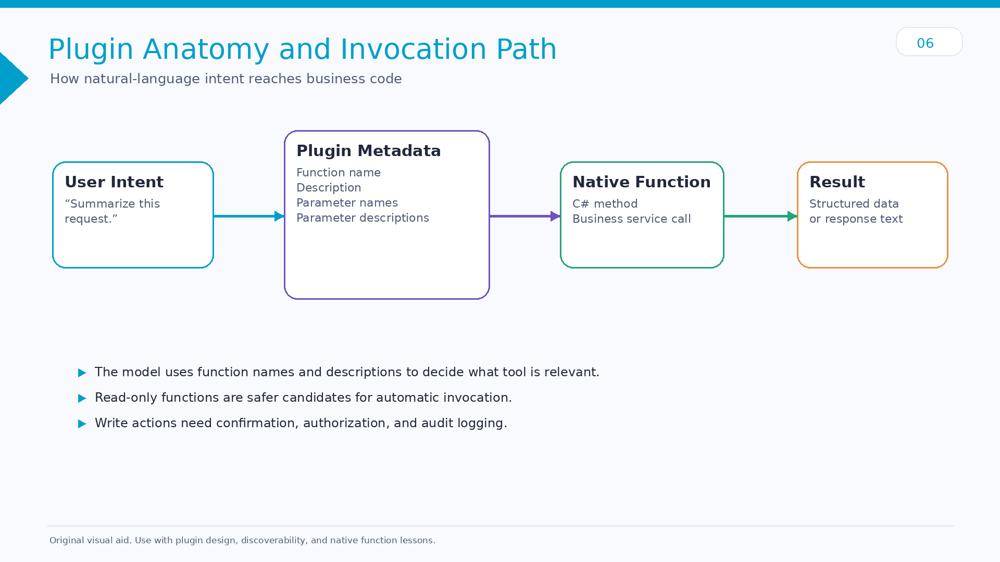 Plugin Anatomy and Invocation Path
06
How natural-language intent reaches business code
User Intent
“Summarize this
request.”
Plugin Metadata
Function name
Description
Parameter names
Parameter descriptions
Native Function
C# method
Business service call
Result
Structured data
or response text
The model uses function names and descriptions to decide what tool is relevant.
Read-only functions are safer candidates for automatic invocation.
Write actions need confirmation, authorization, and audit logging.
Original visual aid. Use with plugin design, discoverability, and native function lessons.